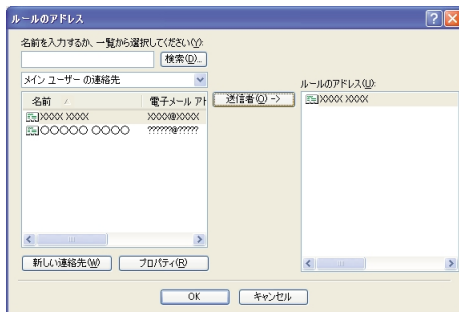 ルールのアドレス
名前を入力するか、一覧から選択してください(Y):
検索(D)...
メイン ユーザー の連絡先
ルールのアドレス(U):
名前 電子メール アド
送信者(O) ->
XXXX XXXX
XXXX XXXX XXXX@XXXX
○○○○○ ○○○○ ??????@?????
新しい連絡先(W) プロパティ(R)
OK キャンセル